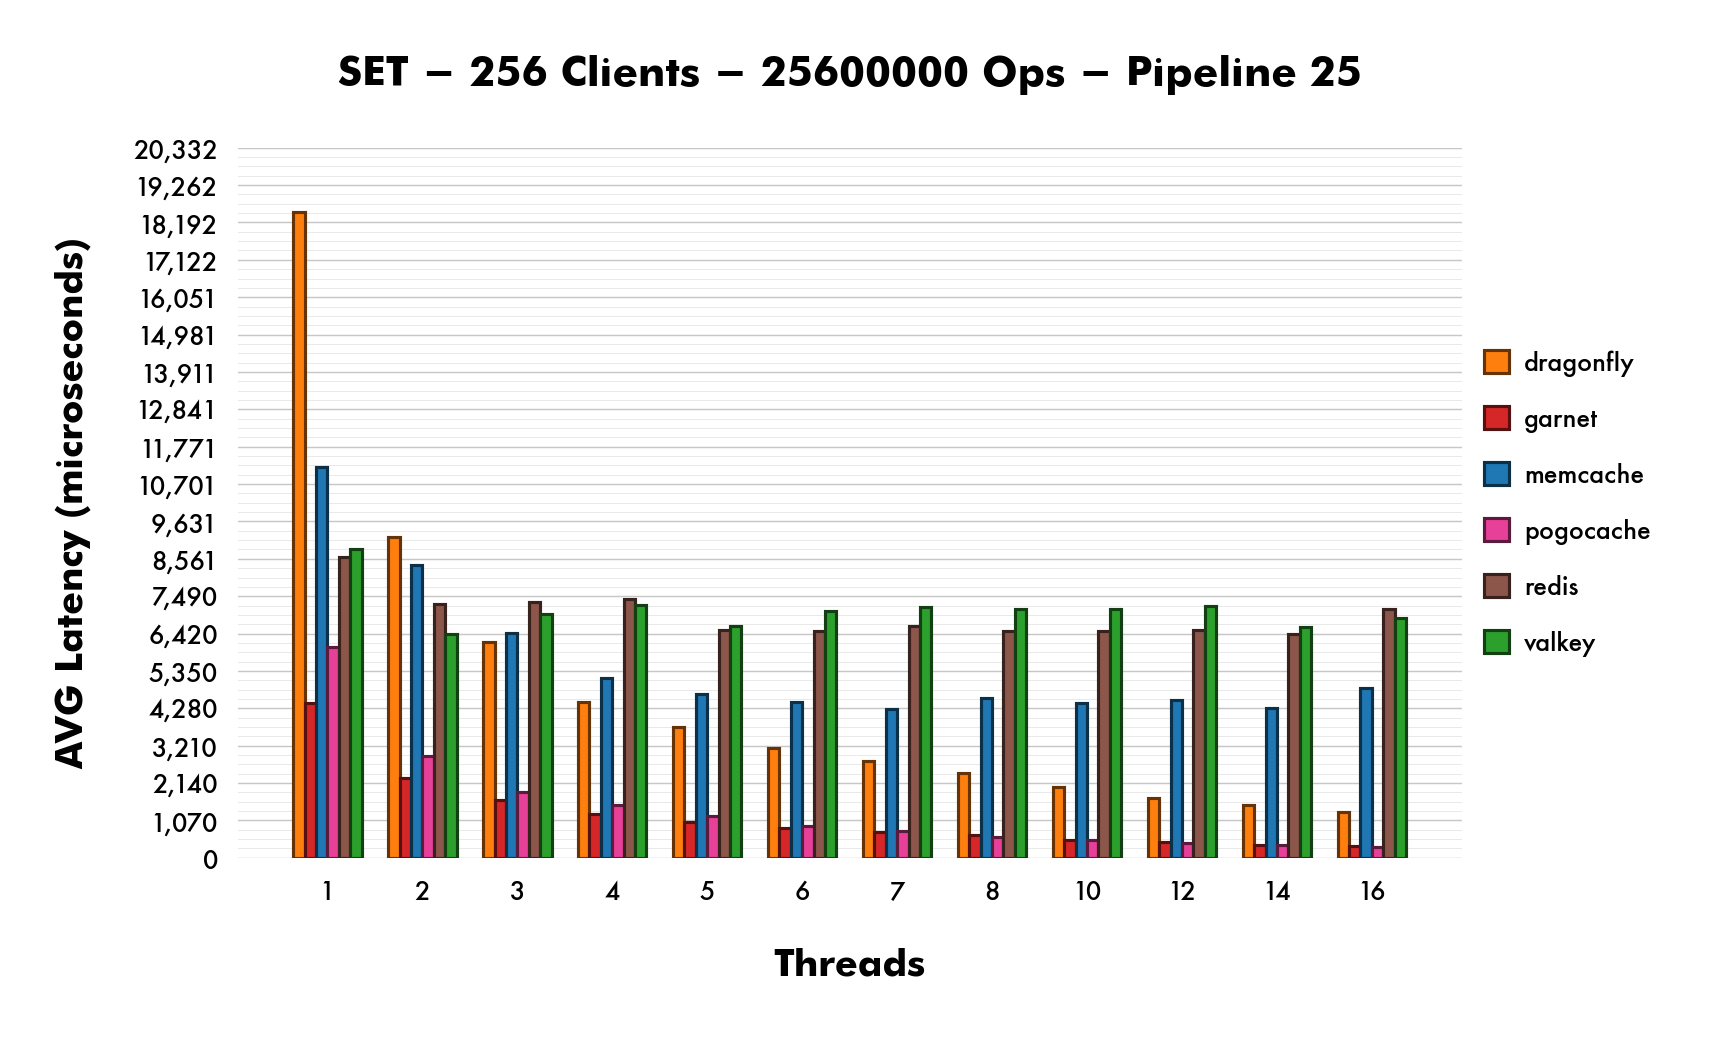 SET – 256 Clients – 25600000 Ops – Pipeline 25
AVG Latency (microseconds)
20,332
19,262
18,192
17,122
16,051
14,981
13,911
12,841
11,771
10,701
9,631
8,561
7,490
6,420
5,350
4,280
3,210
2,140
1,070
0
1 2 3 4 5 6 7 8 10 12 14 16
Threads
dragonfly
garnet
memcache
pogocache
redis
valkey